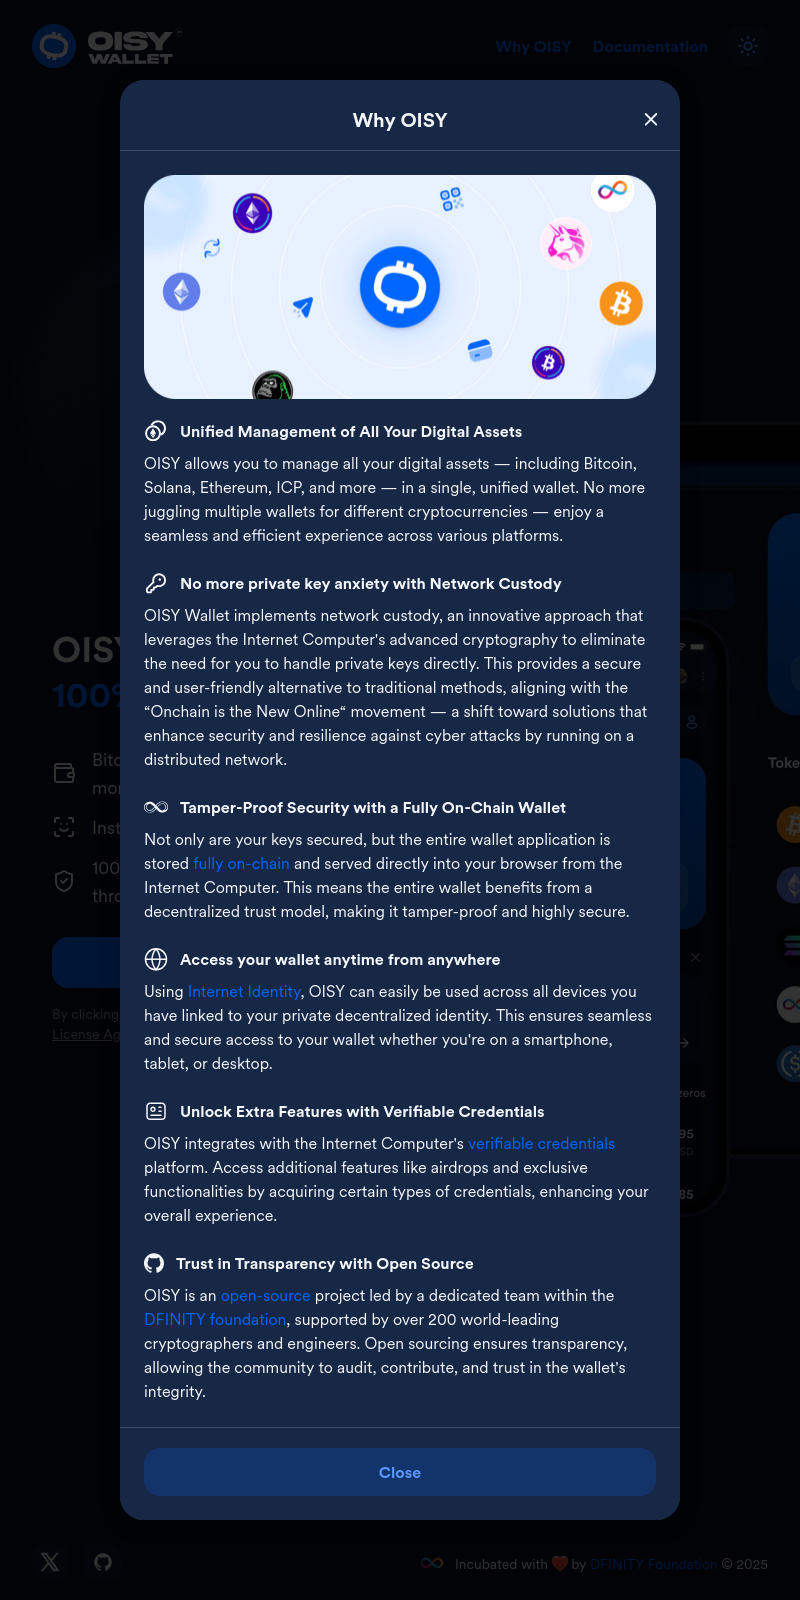 OISY
WALLET
Why OISY
Documentation
Why OISY
Unified Management of All Your Digital Assets
OISY allows you to manage all your digital assets — including Bitcoin,
Solana, Ethereum, ICP, and more — in a single, unified wallet. No more
juggling multiple wallets for different cryptocurrencies — enjoy a
seamless and efficient experience across various platforms.
No more private key anxiety with Network Custody
OISY Wallet implements network custody, an innovative approach that
leverages the Internet Computer's advanced cryptography to eliminate
the need for you to handle private keys directly. This provides a secure
and user-friendly alternative to traditional methods, aligning with the
“Onchain is the New Online“ movement — a shift toward solutions that
enhance security and resilience against cyber attacks by running on a
distributed network.
Tamper-Proof Security with a Fully On-Chain Wallet
Not only are your keys secured, but the entire wallet application is
stored fully on-chain and served directly into your browser from the
Internet Computer. This means the entire wallet benefits from a
decentralized trust model, making it tamper-proof and highly secure.
Access your wallet anytime from anywhere
Using Internet Identity, OISY can easily be used across all devices you
have linked to your private decentralized identity. This ensures seamless
and secure access to your wallet whether you're on a smartphone,
tablet, or desktop.
Unlock Extra Features with Verifiable Credentials
OISY integrates with the Internet Computer's verifiable credentials
platform. Access additional features like airdrops and exclusive
functionalities by acquiring certain types of credentials, enhancing your
overall experience.
Trust in Transparency with Open Source
OISY is an open-source project led by a dedicated team within the
DFINITY foundation, supported by over 200 world-leading
cryptographers and engineers. Open sourcing ensures transparency,
allowing the community to audit, contribute, and trust in the wallet's
integrity.
Close
OISY
100%
By clicking
License Ag
zeros
95
SD
85
Toke
Incubated with ❤️ by DFINITY Foundation © 2025